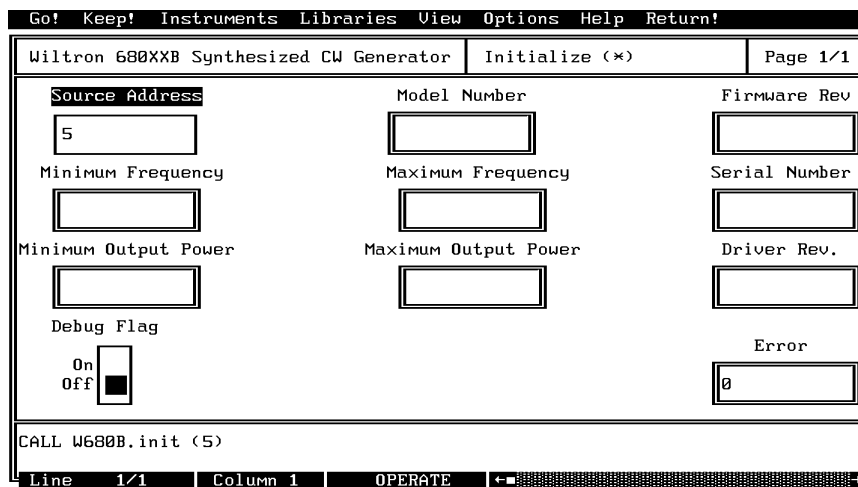 Go! Keep! Instruments Libraries View Options Help Return!
Wiltron 680XXB Synthesized CW Generator Initialize (*) Page 1/1
Source Address Model Number Firmware Rev
5
Minimum Frequency Maximum Frequency Serial Number
Minimum Output Power Maximum Output Power Driver Rev.
Debug Flag
Error
On
Off 0
CALL W680B.init (5)
Line 1/1 Column 1 OPERATE ←